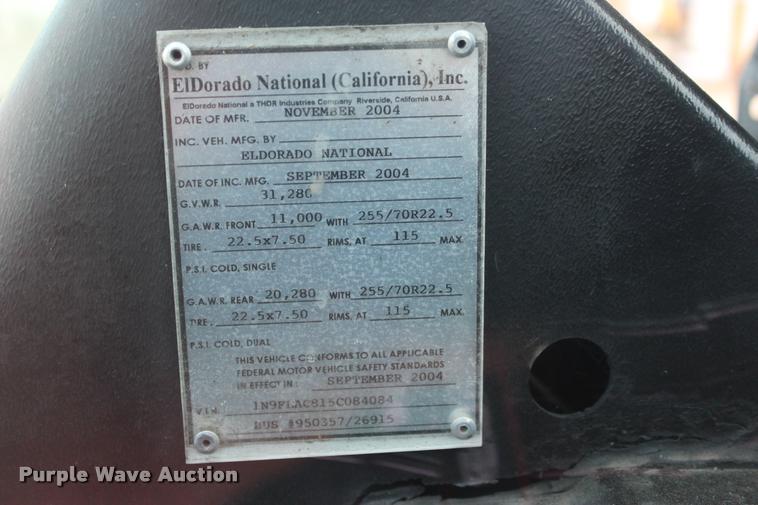 D. BY
ElDorado National (California), Inc.
ElDorado National a THOR Industries Company Riverside, California U.S.A.
DATE OF MFR. NOVEMBER 2004
INC. VEH. MFG. BY
ELDORADO NATIONAL
DATE OF INC. MFG. SEPTEMBER 2004
G.V.W.R. 31,280
G.A.W.R. FRONT 11,000 WITH 255/70R22.5
TIRE. 22.5x7.50 RIMS, AT 115 MAX.
P.S.I. COLD, SINGLE
G.A.W.R. REAR 20,280 WITH 255/70R22.5
TIRE. 22.5x7.50 RIMS, AT 115 MAX.
P.S.I. COLD, DUAL
THIS VEHICLE CONFORMS TO ALL APPLICABLE
FEDERAL MOTOR VEHICLE SAFETY STANDARDS
IN EFFECT IN: SEPTEMBER 2004
V.I.N. 1N9FLAC815C084084
BUS #950357/26915
Purple Wave Auction